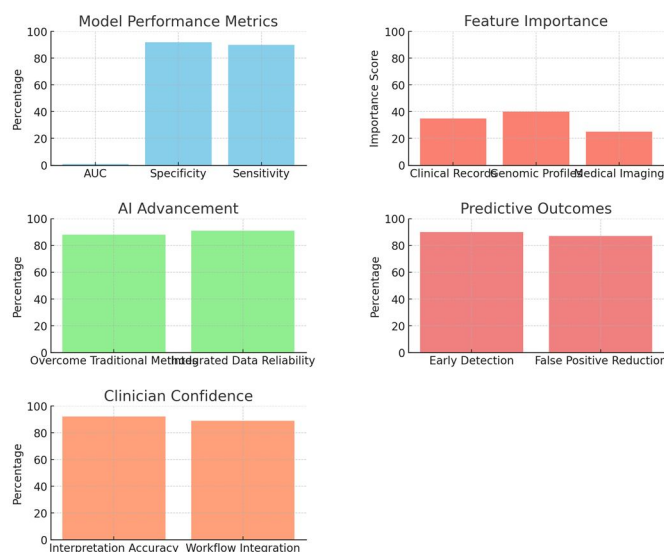 Model Performance Metrics
Percentage
100
80
60
40
20
0
AUC Specificity Sensitivity
Feature Importance
Importance Score
100
80
60
40
20
0
Clinical Records Genomic Profiles Medical Imaging
AI Advancement
Percentage
100
80
60
40
20
0
Overcome Traditional Methods Integrated Data Reliability
Predictive Outcomes
Percentage
100
80
60
40
20
0
Early Detection False Positive Reduction
Clinician Confidence
Percentage
100
80
60
40
20
0
Interpretation Accuracy Workflow Integration